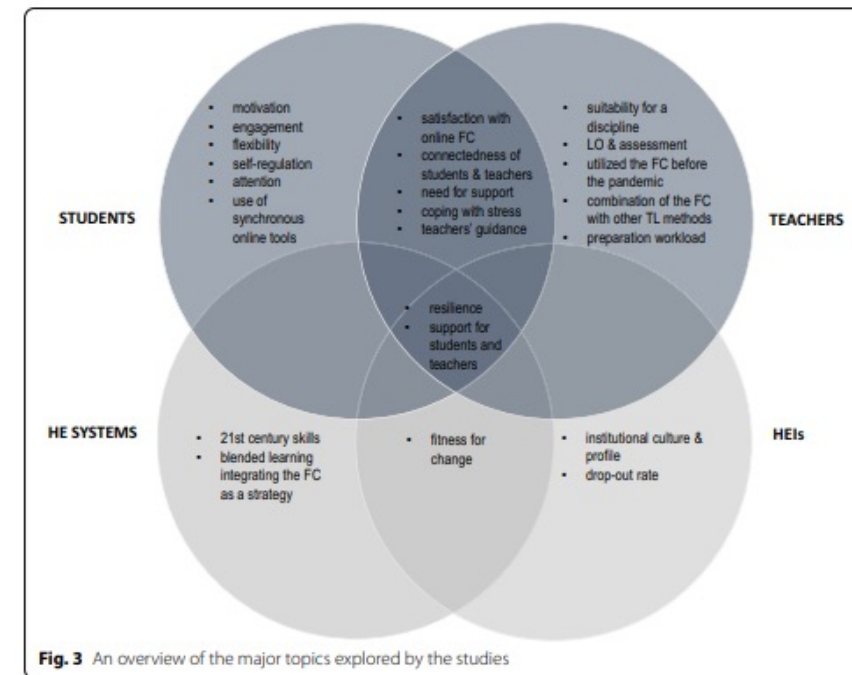 • motivation
• engagement
• flexibility
• self-regulation
• attention
• use of
synchronous
online tools
• satisfaction with
online FC
• connectedness of
students & teachers
• need for support
• coping with stress
• teachers' guidance
• suitability for a
discipline
• LO & assessment
• utilized the FC before
the pandemic
• combination of the FC
with other TL methods
• preparation workload
STUDENTS
TEACHERS
• resilience
• support for
students and
teachers
HE SYSTEMS
HEIs
• 21st century skills
• blended learning
integrating the FC
as a strategy
• fitness for
change
• institutional culture &
profile
• drop-out rate
Fig. 3 An overview of the major topics explored by the studies